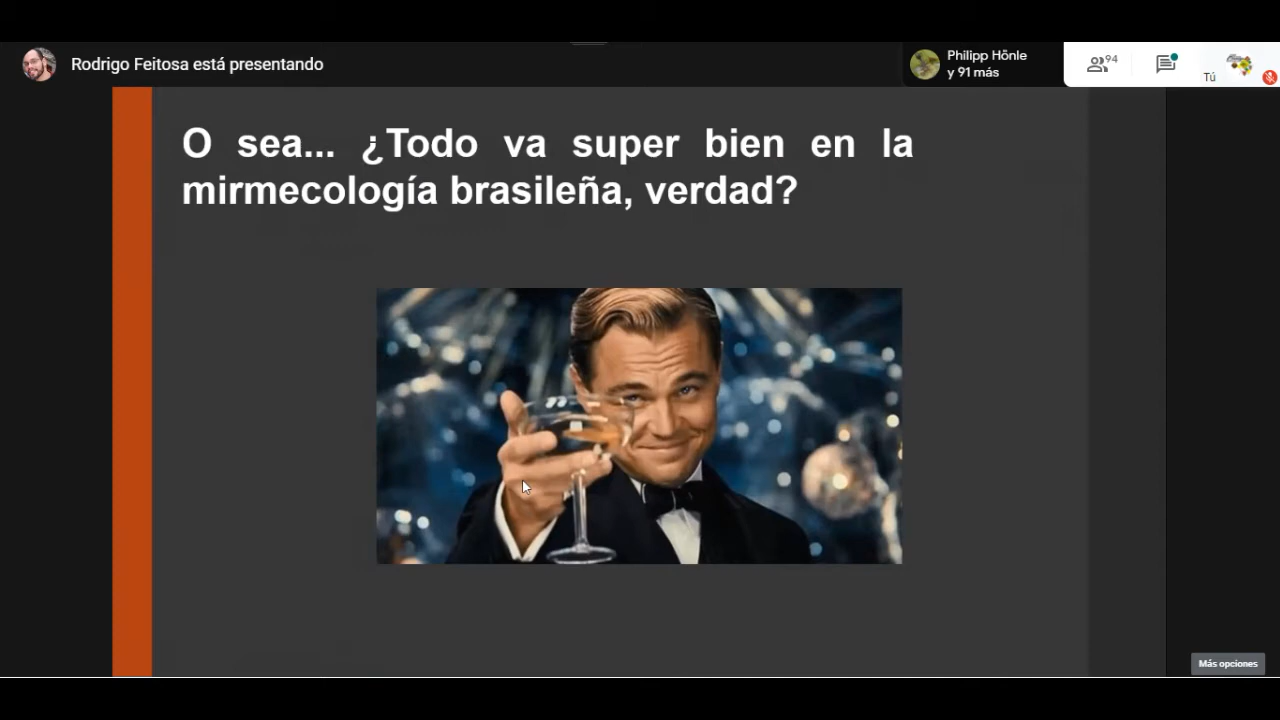 Rodrigo Feitosa está presentando
Philipp Hönle
y 91 más
94
Tú
O sea... ¿Todo va super bien en la
mirmecología brasileña, verdad?
Más opciones